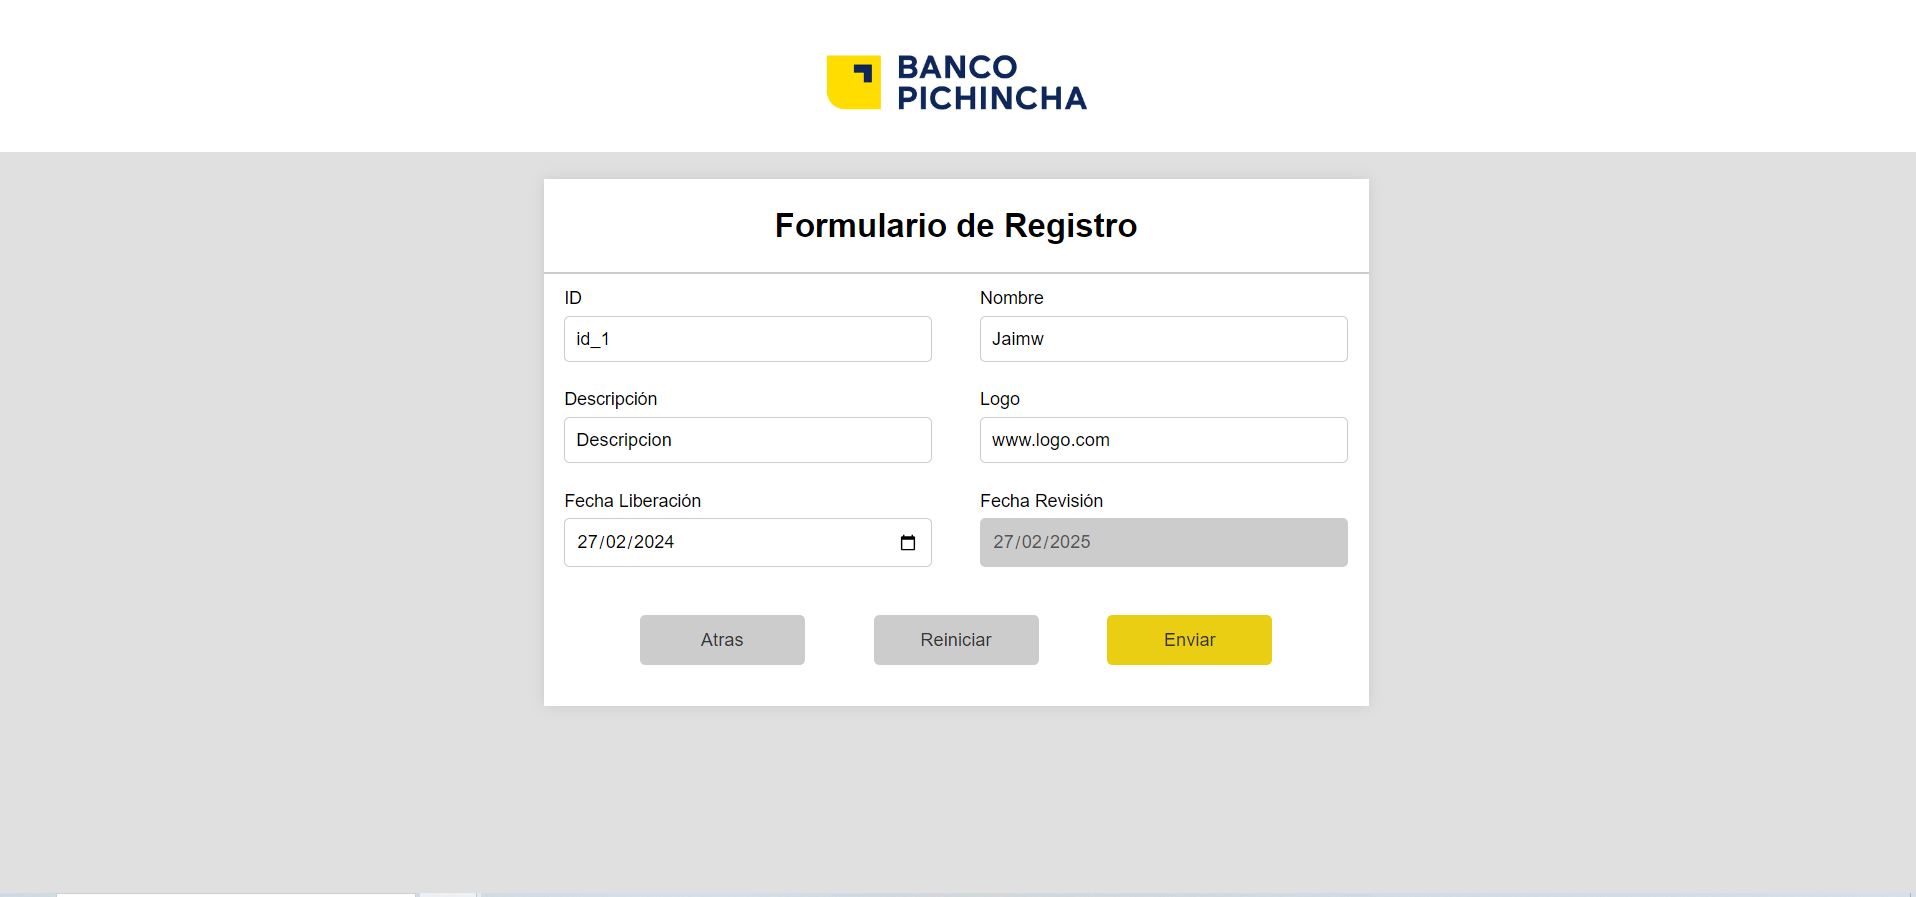 BANCO
PICHINCHA
Formulario de Registro
ID
Nombre
id_1
Jaimw
Descripción
Logo
Descripcion
www.logo.com
Fecha Liberación
Fecha Revisión
27/02/2024
27/02/2025
Atras
Reiniciar
Enviar